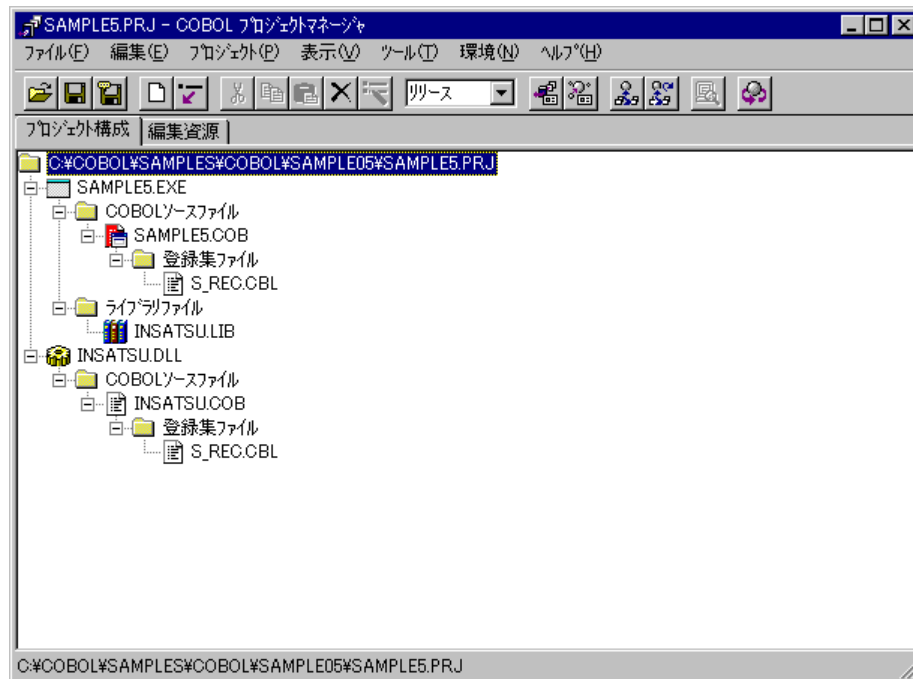 SAMPLE5.PRJ - COBOL プロジェクトマネージャ
ファイル(F) 編集(E) プロジェクト(P) 表示(V) ツール(T) 環境(N) ヘルプ(H)
リリース
プロジェクト構成 編集資源
C:¥COBOL¥SAMPLES¥COBOL¥SAMPLE05¥SAMPLE5.PRJ
SAMPLE5.EXE
COBOLソースファイル
SAMPLE5.COB
登録集ファイル
S_REC.CBL
ライブラリファイル
INSATSU.LIB
INSATSU.DLL
COBOLソースファイル
INSATSU.COB
登録集ファイル
S_REC.CBL
C:¥COBOL¥SAMPLES¥COBOL¥SAMPLE05¥SAMPLE5.PRJ